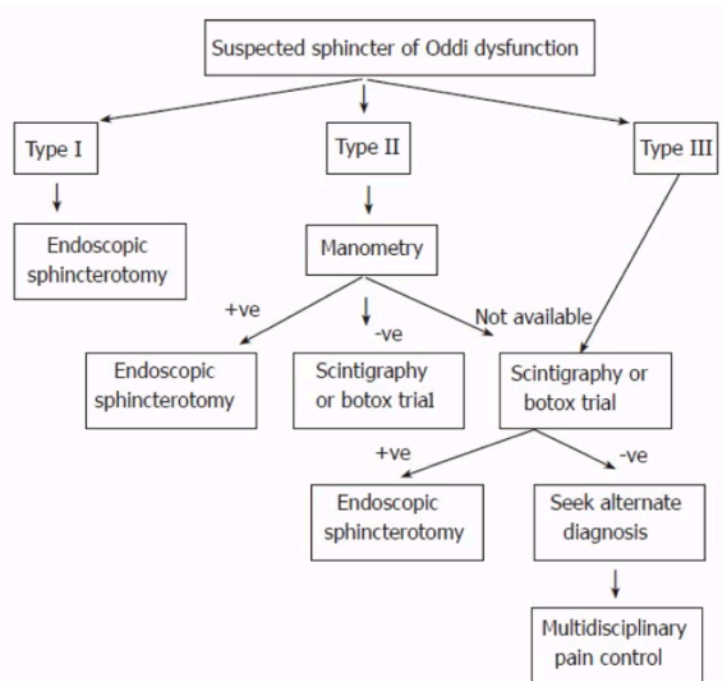 Suspected sphincter of Oddi dysfunction
Type I
Type II
Type III
Endoscopic
sphincterotomy
Manometry
+ve
-ve
Not available
Endoscopic
sphincterotomy
Scintigraphy
or botox trial
Scintigraphy or
botox trial
+ve
-ve
Endoscopic
sphincterotomy
Seek alternate
diagnosis
Multidisciplinary
pain control